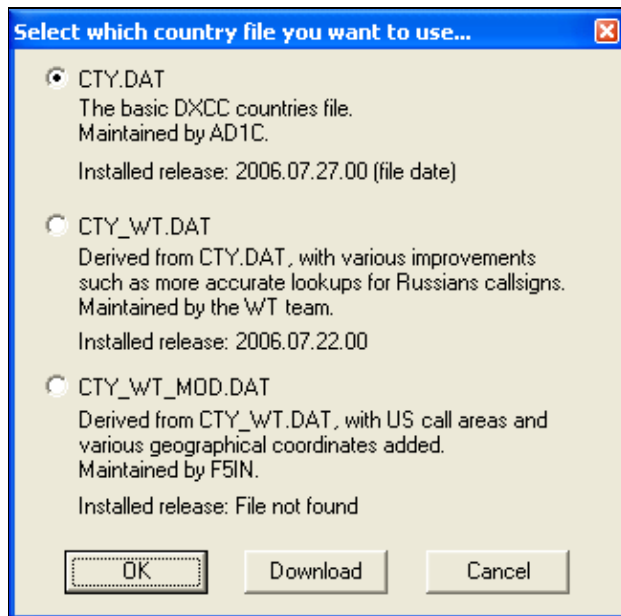 Select which country file you want to use...
CTY.DAT
The basic DXCC countries file.
Maintained by AD1C.
Installed release: 2006.07.27.00 (file date)
CTY_WT.DAT
Derived from CTY.DAT, with various improvements
such as more accurate lookups for Russians callsigns.
Maintained by the WT team.
Installed release: 2006.07.22.00
CTY_WT_MOD.DAT
Derived from CTY_WT.DAT, with US call areas and
various geographical coordinates added.
Maintained by F5IN.
Installed release: File not found
OK
Download
Cancel